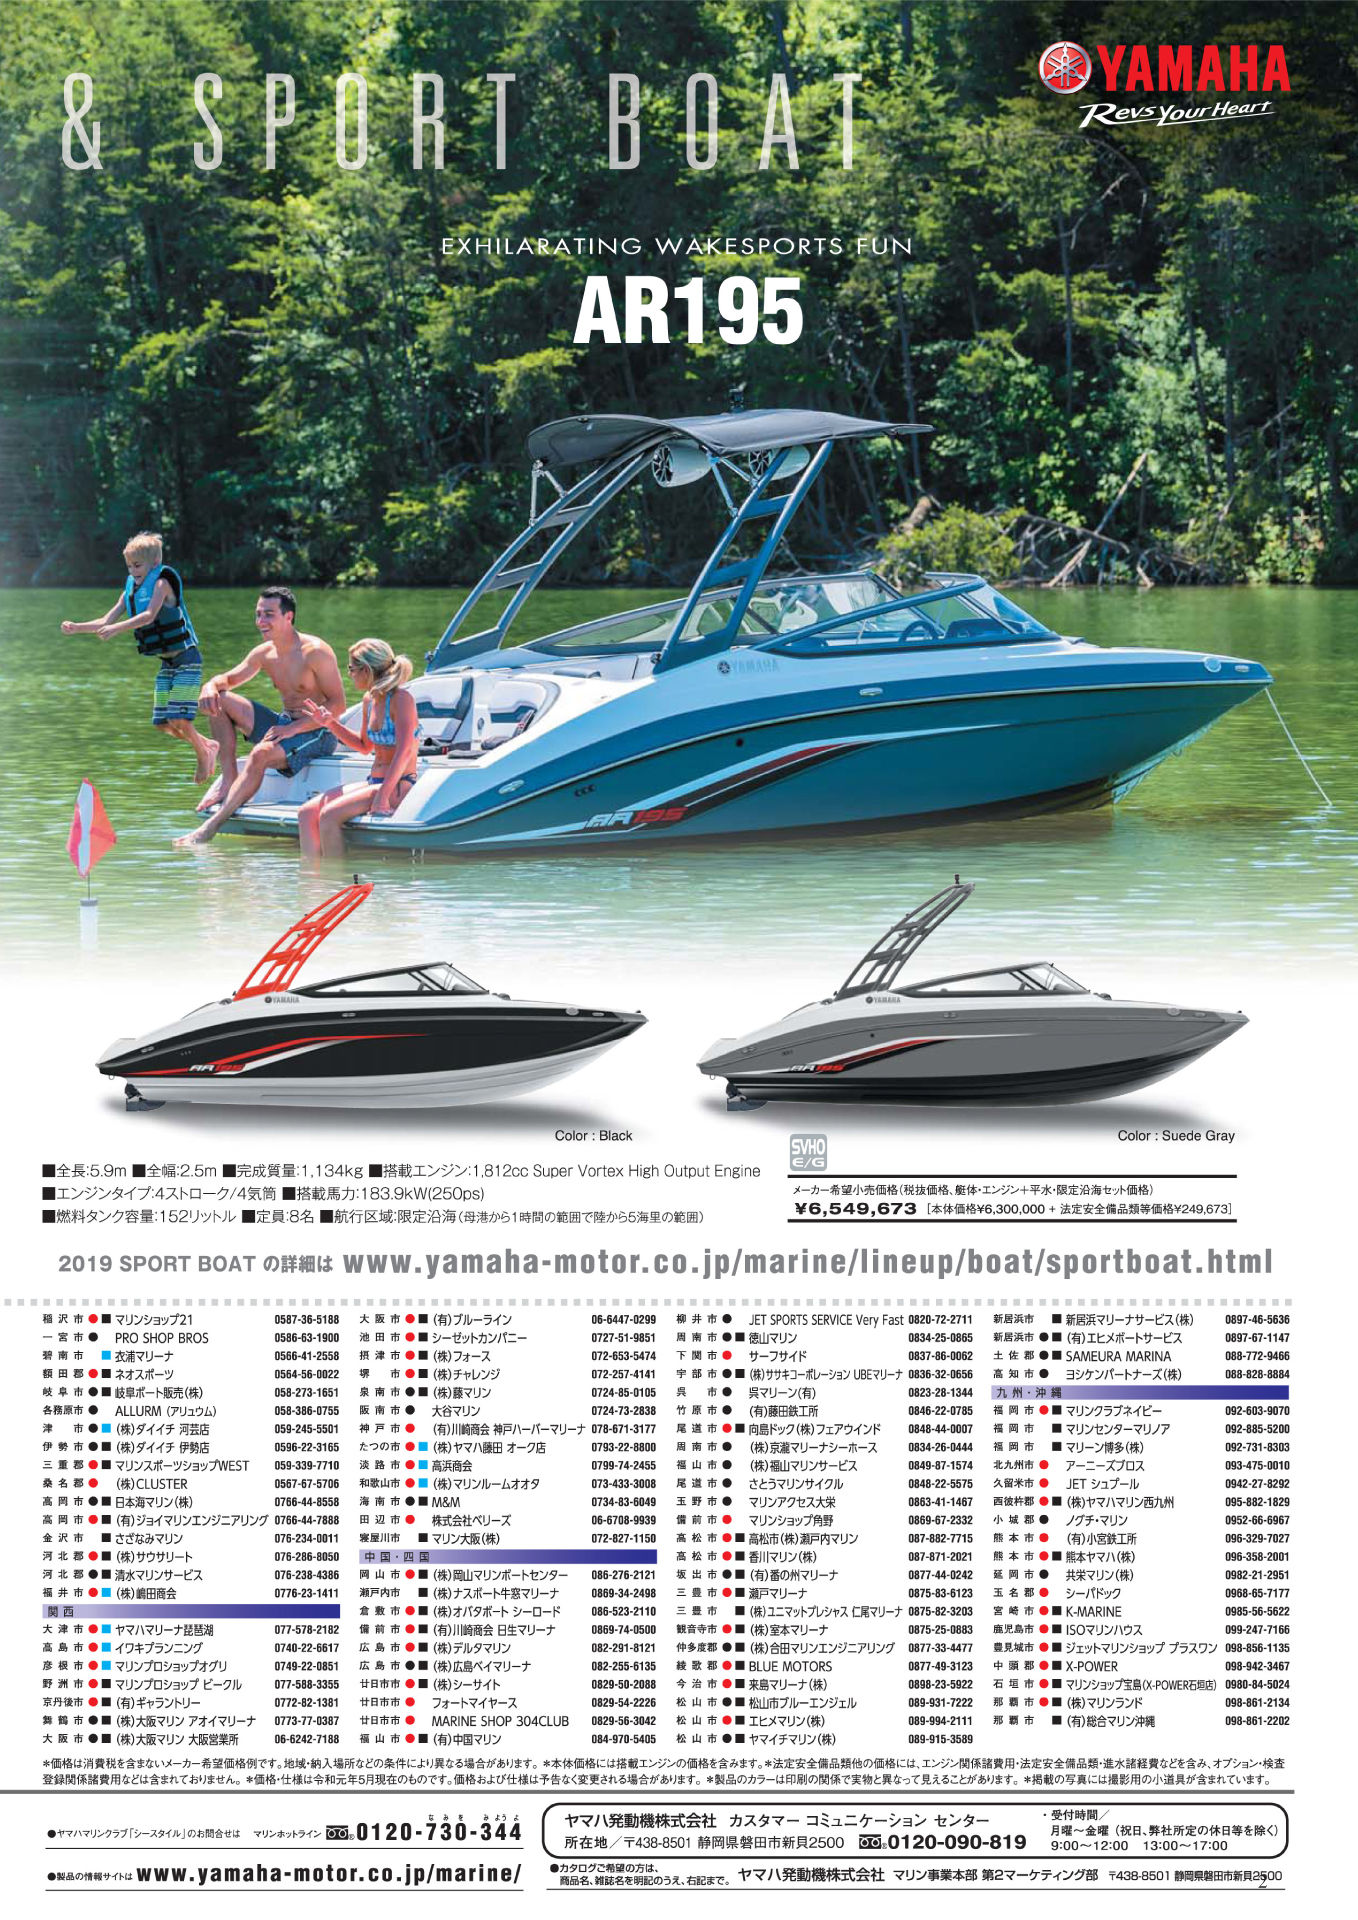 & SPORT BOAT
YAMAHA
Revs Your Heart
EXHILARATING WAKESPORTS FUN
AR195
YAMAHA
AR195
YAMAHA
AR195
YAMAHA
AR195
Color : Black
Color : Suede Gray
SVHO
E/G
■全長:5.9m ■全幅:2.5m ■完成質量:1,134kg ■搭載エンジン:1,812cc Super Vortex High Output Engine
■エンジンタイプ:4ストローク/4気筒 ■搭載馬力:183.9kW(250ps)
■燃料タンク容量:152リットル ■定員:8名 ■航行区域:限定沿海(母港から1時間の範囲で陸から5海里の範囲)
メーカー希望小売価格(税抜価格、艇体・エンジン+平水・限定沿海セット価格)
¥6,549,673 [本体価格¥6,300,000 + 法定安全備品類等価格¥249,673]
2019 SPORT BOAT の詳細は www.yamaha-motor.co.jp/marine/lineup/boat/sportboat.html
稲沢市 ●■ マリンショップ21 0587-36-5188
一宮市 ● PRO SHOP BROS 0586-63-1900
碧南市 ■ 衣浦マリーナ 0566-41-2558
額田郡 ●■ ネオスポーツ 0564-56-0022
岐阜市 ●■ 岐阜ボート販売(株) 058-273-1651
各務原市 ● ALLURM (アリュウム) 058-386-0755
津市 ●■ (株)ダイイチ 河芸店 059-245-5501
伊勢市 ●■ (株)ダイイチ 伊勢店 0596-22-3165
三重郡 ●■ マリンスポーツショップWEST 059-339-7710
桑名郡 ● (株)CLUSTER 0567-67-5706
高岡市 ●■ 日本海マリン(株) 0766-44-8558
高岡市 ●■ (有)ジョイマリンエンジニアリング 0766-44-7888
金沢市 ■ さざなみマリン 076-234-0011
河北郡 ●■ (株)サウサリート 076-286-8050
河北郡 ●■ 清水マリンサービス 076-238-4386
福井市 ●■ (株)嶋田商会 0776-23-1411
関西
大津市 ●■ ヤマハマリーナ琵琶湖 077-578-2182
高島市 ●■ イワキプランニング 0740-22-6617
彦根市 ●■ マリンプロショップオグリ 0749-22-0851
野洲市 ●■ マリンプロショップ ビークル 077-588-3355
京丹後市 ●■ (有)ギャラントリー 0772-82-1381
舞鶴市 ●■ (株)大阪マリン アオイマリーナ 0773-77-0387
大阪市 ●■ (株)大阪マリン 大阪営業所 06-6242-7188
大阪市 ●■ (有)ブルーライン 06-6447-0299
池田市 ●■ シーゼットカンパニー 0727-51-9851
摂津市 ●■ (株)フォース 072-653-5474
堺市 ●■ (株)チャレンジ 072-257-4141
泉南市 ●■ (株)藤マリン 0724-85-0105
阪南市 ● 大谷マリン 0724-73-2838
神戸市 ● (有)川崎商会 神戸ハーバーマリーナ 078-671-3177
たつの市 ●■ (株)ヤマハ藤田 オーク店 0793-22-8800
淡路市 ●■ 高浜商会 0799-74-2455
和歌山市 ●■ (株)マリンルームオオタ 073-433-3008
海南市 ●■ M&M 0734-83-6049
田辺市 ● 株式会社ベリーズ 06-6708-9939
寝屋川市 ■ マリン大阪(株) 072-827-1150
中国・四国
岡山市 ●■ (株)岡山マリンボートセンター 086-276-2121
瀬戸内市 ■ (株)ナスボート牛窓マリーナ 0869-34-2498
倉敷市 ●■ (株)オバタボート シーロード 086-523-2110
備前市 ●■ (有)川崎商会 日生マリーナ 0869-74-0500
広島市 ●■ (株)デルタマリン 082-291-8121
広島市 ●■ (株)広島ベイマリーナ 082-255-6135
廿日市市 ●■ (株)シーサイト 0829-50-2088
廿日市市 ● フォートマイヤース 0829-54-2226
廿日市市 ● MARINE SHOP 304CLUB 0829-56-3042
福山市 ●■ (有)中国マリン 084-970-5405
柳井市 ● JET SPORTS SERVICE Very Fast 0820-72-2711
周南市 ●■ 徳山マリン 0834-25-0865
下関市 ● サーフサイド 0837-86-0062
宇部市 ●■ (株)ササキコーポレーション UBEマリーナ 0836-32-0656
呉市 ● 呉マリーン(有) 0823-28-1344
竹原市 ● (有)藤田鉄工所 0846-22-0785
尾道市 ●■ 向島ドック(株)フェアウインド 0848-44-0007
周南市 ● (株)京瀧マリーナシーホース 0834-26-0444
福山市 ● (株)福山マリンサービス 0849-87-1574
尾道市 ● さとうマリンサイクル 0848-22-5575
玉野市 ● マリンアクセス大栄 0863-41-1467
備前市 ● マリンショップ角野 0869-67-2332
高松市 ●■ 高松市(株)瀬戸内マリン 087-882-7715
高松市 ●■ 香川マリン(株) 087-871-2021
坂出市 ●■ (有)番の州マリーナ 0877-44-0242
三豊市 ●■ 瀬戸マリーナ 0875-83-6123
三豊市 ■ (株)ユニマットプレシャス 仁尾マリーナ 0875-82-3203
観音寺市 ●■ (株)室本マリーナ 0875-25-0883
仲多度郡 ●■ (株)合田マリンエンジニアリング 0877-33-4477
綾歌郡 ●■ BLUE MOTORS 0877-49-3123
今治市 ●■ 来島マリーナ(株) 0898-23-5922
松山市 ●■ 松山市ブルーエンジェル 089-931-7222
松山市 ●■ エヒメマリン(株) 089-994-2111
松山市 ●■ ヤマイチマリン(株) 089-915-3589
新居浜市 ■ 新居浜マリーナサービス(株) 0897-46-5636
新居浜市 ●■ (有)エヒメボートサービス 0897-67-1147
土佐郡 ●■ SAMEURA MARINA 088-772-9466
高知市 ● ヨシケンパートナーズ(株) 088-828-8884
九州・沖縄
福岡市 ●■ マリンクラブネイビー 092-603-9070
福岡市 ■ マリンセンターマリノア 092-885-5200
福岡市 ■ マリーン博多(株) 092-731-8303
北九州市 ● アーニーズプロス 093-475-0010
久留米市 ● JET シュプール 0942-27-8292
西彼杵郡 ●■ (株)ヤマハマリン西九州 095-882-1829
小城郡 ● ノグチ・マリン 0952-66-6967
熊本市 ● (有)小宮鉄工所 096-329-7027
熊本市 ●■ 熊本ヤマハ(株) 096-358-2001
延岡市 ● 共栄マリン(株) 0982-21-2951
玉名郡 ● シーパドック 0968-65-7177
宮崎市 ●■ K-MARINE 0985-56-5622
鹿児島市 ●■ ISOマリンハウス 099-247-7166
豊見城市 ●■ ジェットマリンショップ プラスワン 098-856-1135
中頭郡 ●■ X-POWER 098-942-3467
石垣市 ●■ マリンショップ宝島(X-POWER石垣店) 0980-84-5024
那覇市 ●■ (株)マリンランド 098-861-2134
那覇市 ■ (有)総合マリン沖縄 098-861-2202
＊価格は消費税を含まないメーカー希望価格例です。地域・納入場所などの条件により異なる場合があります。 ＊本体価格には搭載エンジンの価格を含みます。＊法定安全備品類他の価格には、エンジン関係諸費用・法定安全備品類・進水諸経費などを含み、オプション・検査
登録関係諸費用などは含まれておりません。 ＊価格・仕様は令和元年5月現在のものです。価格および仕様は予告なく変更される場合があります。 ＊製品のカラーは印刷の関係で実物と異なって見えることがあります。 ＊掲載の写真には撮影用の小道具が含まれています。
●ヤマハマリンクラブ「シースタイル」のお問合せは マリンホットライン 0120-730-344
なみを みようよ
●製品の情報サイトは www.yamaha-motor.co.jp/marine/
ヤマハ発動機株式会社 カスタマー コミュニケーション センター
所在地／〒438-8501 静岡県磐田市新貝2500 0120-090-819
・受付時間／
月曜～金曜 (祝日、弊社所定の休日等を除く)
9:00～12:00 13:00～17:00
●カタログご希望の方は、
商品名、雑誌名を明記のうえ、右記まで。 ヤマハ発動機株式会社 マリン事業本部 第2マーケティング部 〒438-8501 静岡県磐田市新貝2500
2